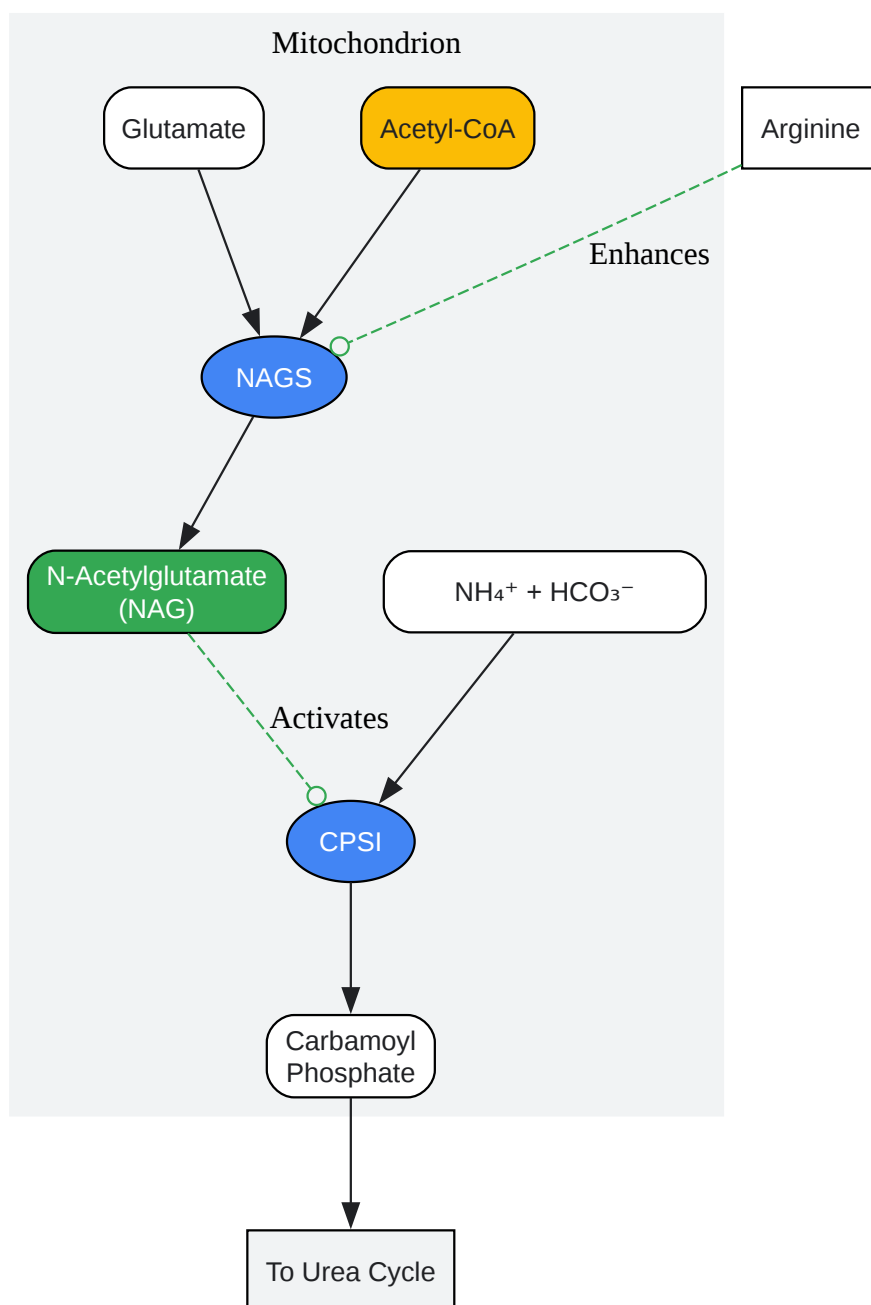 Mitochondrion
Glutamate
Acetyl-CoA
Arginine
Enhances
NAGS
N-Acetylglutamate
(NAG)
NH₄⁺ + HCO₃⁻
Activates
CPSI
Carbamoyl
Phosphate
To Urea Cycle